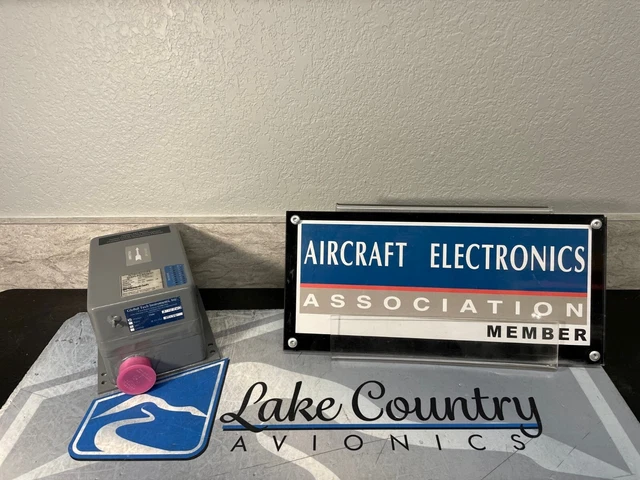 AIRCRAFT ELECTRONICS
ASSOCIATION
MEMBER
Lake Country
AVIONICS